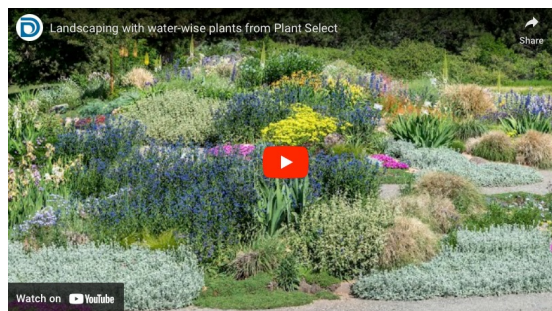 Landscaping with water-wise plants from Plant Select
Share
Watch on YouTube